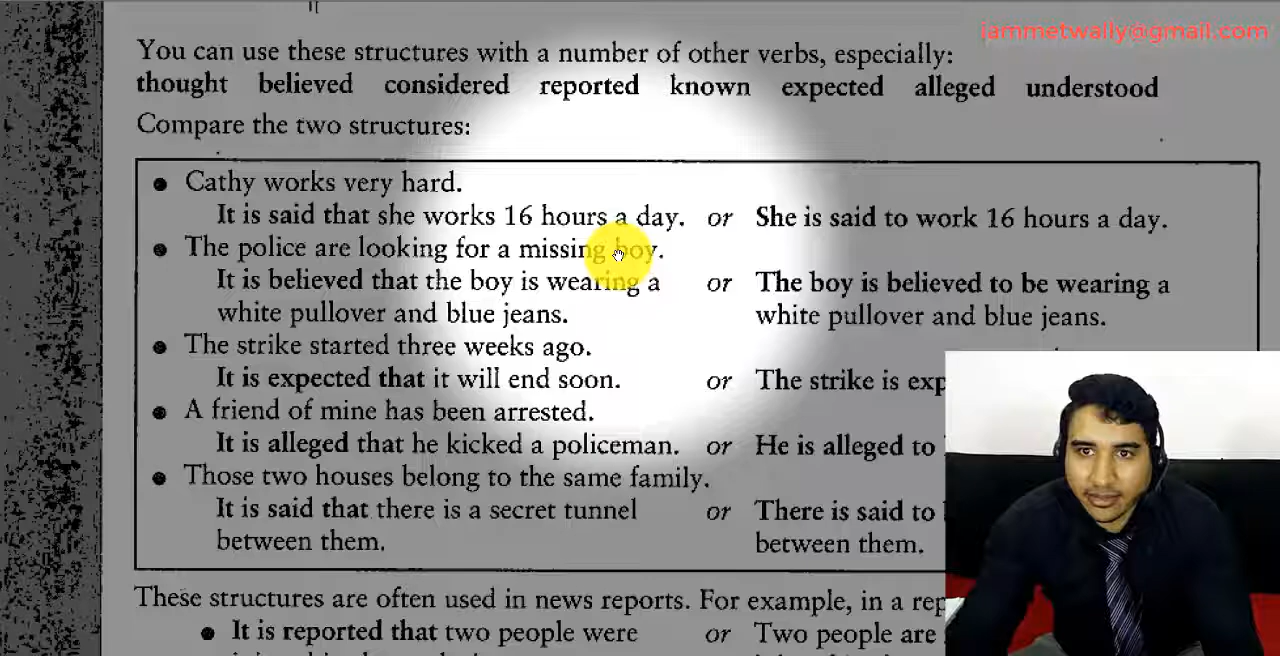 iammetwally@gmail.com
You can use these structures with a number of other verbs, especially:
thought believed considered reported known expected alleged understood
Compare the two structures:
• Cathy works very hard.
It is said that she works 16 hours a day. or She is said to work 16 hours a day.
• The police are looking for a missing boy.
It is believed that the boy is wearing a or The boy is believed to be wearing a
white pullover and blue jeans. white pullover and blue jeans.
• The strike started three weeks ago.
It is expected that it will end soon. or The strike is exp
• A friend of mine has been arrested.
It is alleged that he kicked a policeman. or He is alleged to
• Those two houses belong to the same family.
It is said that there is a secret tunnel or There is said to
between them. between them.
These structures are often used in news reports. For example, in a rep
• It is reported that two people were or Two people are